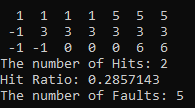 1 1 1 1 5 5 5
-1 3 3 3 3 3 3
-1 -1 0 0 0 6 6
The number of Hits: 2
Hit Ratio: 0.2857143
The number of Faults: 5